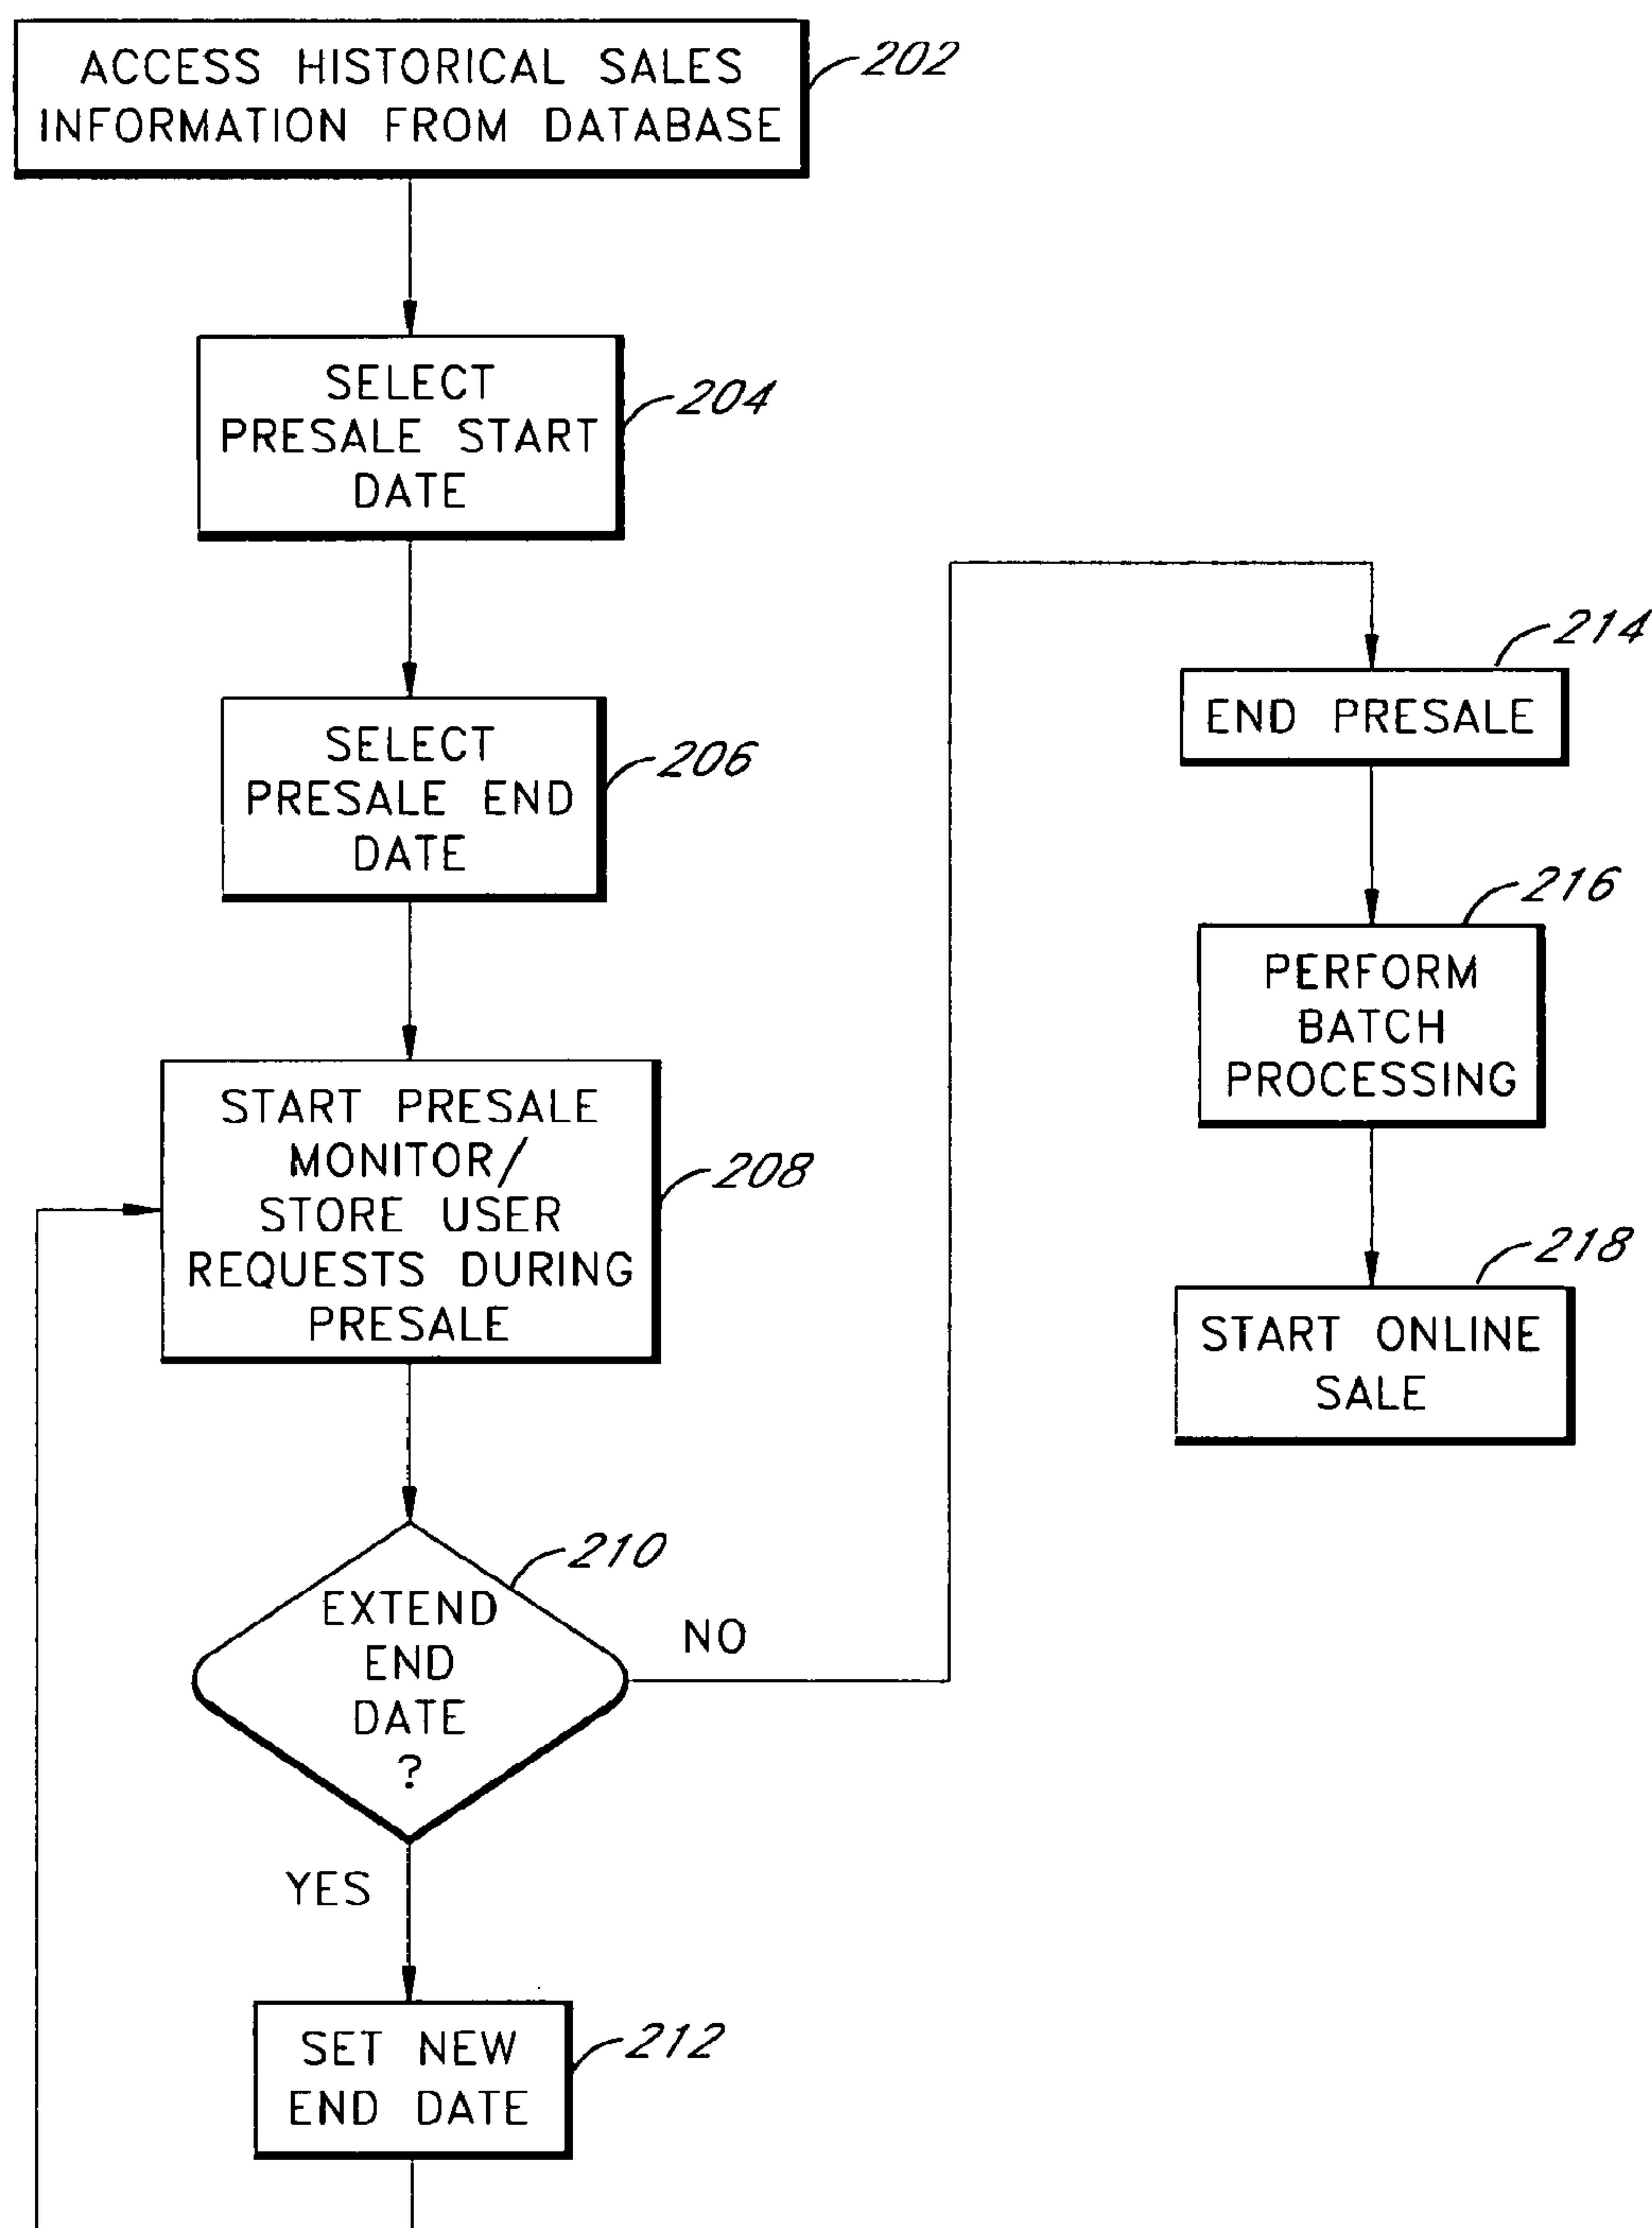 ACCESS HISTORICAL SALES
INFORMATION FROM DATABASE
202
SELECT
PRESALE START
DATE
204
SELECT
PRESALE END
DATE
206
START PRESALE
MONITOR/
STORE USER
REQUESTS DURING
PRESALE
208
EXTEND
END
DATE
?
210
NO
YES
SET NEW
END DATE
212
END PRESALE
214
PERFORM
BATCH
PROCESSING
216
START ONLINE
SALE
218